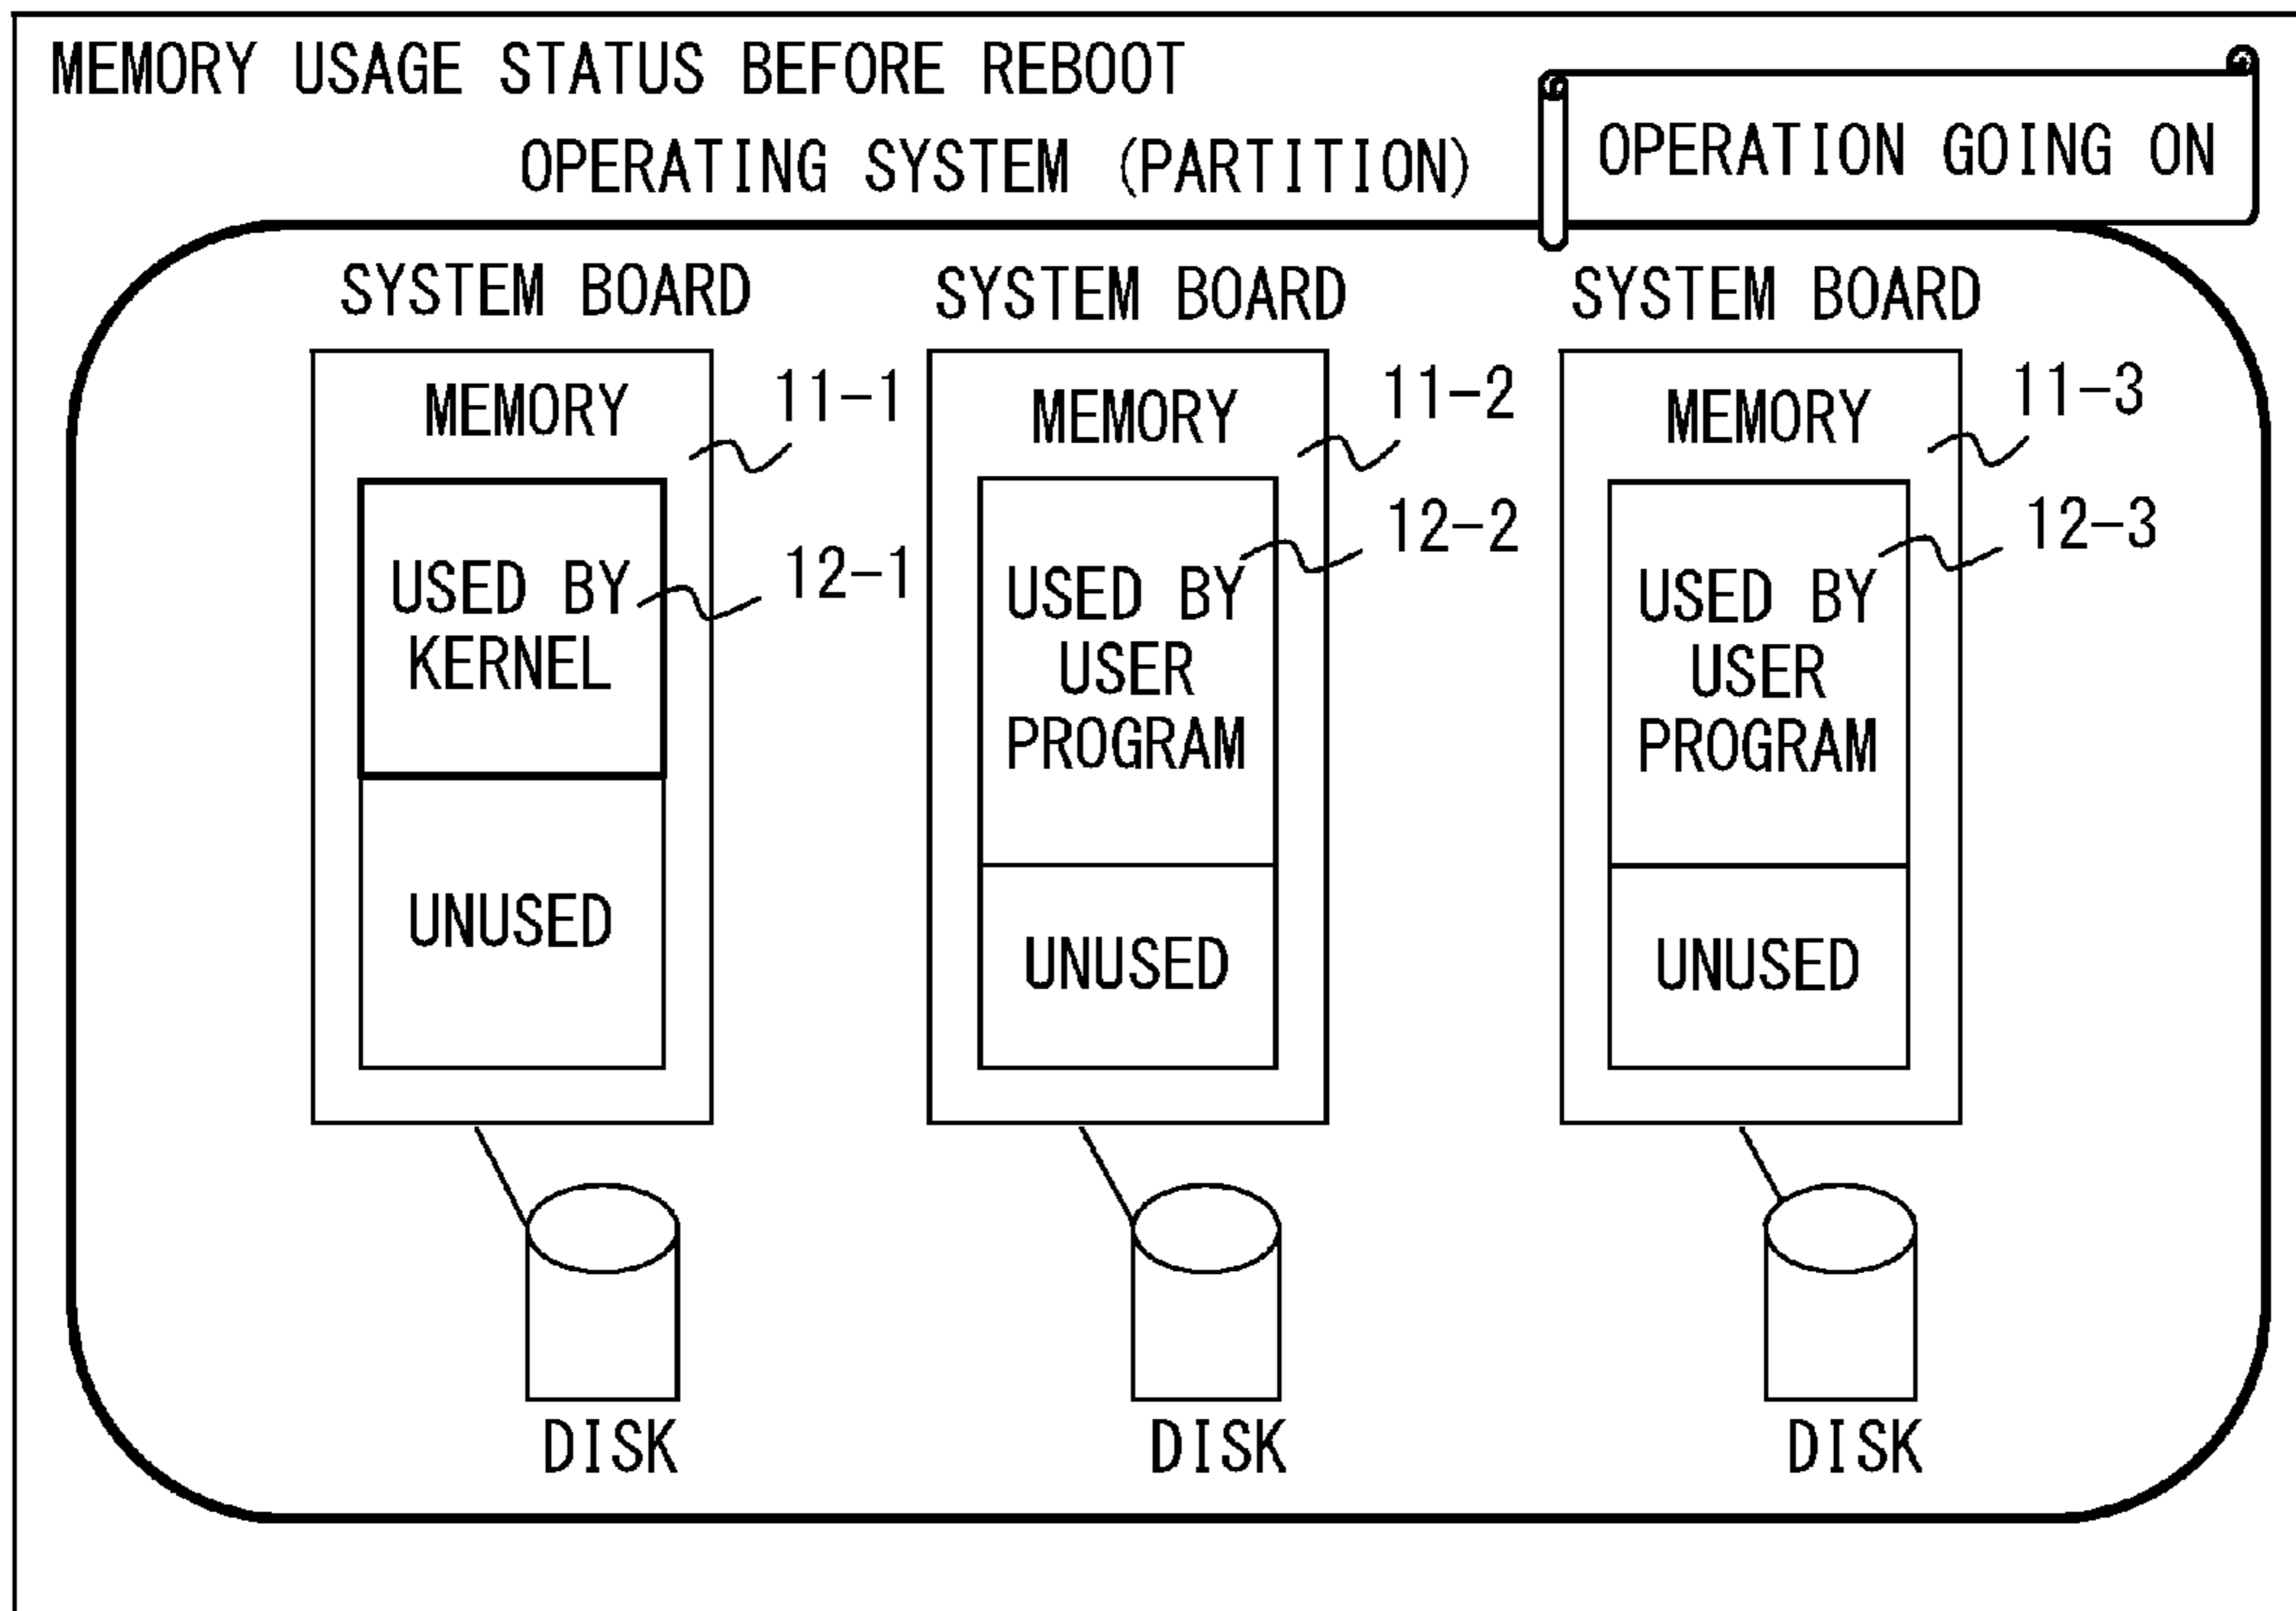 MEMORY USAGE STATUS BEFORE REBOOT
OPERATING SYSTEM (PARTITION)
OPERATION GOING ON
SYSTEM BOARD
MEMORY
11-1
USED BY
KERNEL
12-1
UNUSED
DISK
SYSTEM BOARD
MEMORY
11-2
12-2
USED BY
USER
PROGRAM
UNUSED
DISK
SYSTEM BOARD
MEMORY
11-3
12-3
USED BY
USER
PROGRAM
UNUSED
DISK